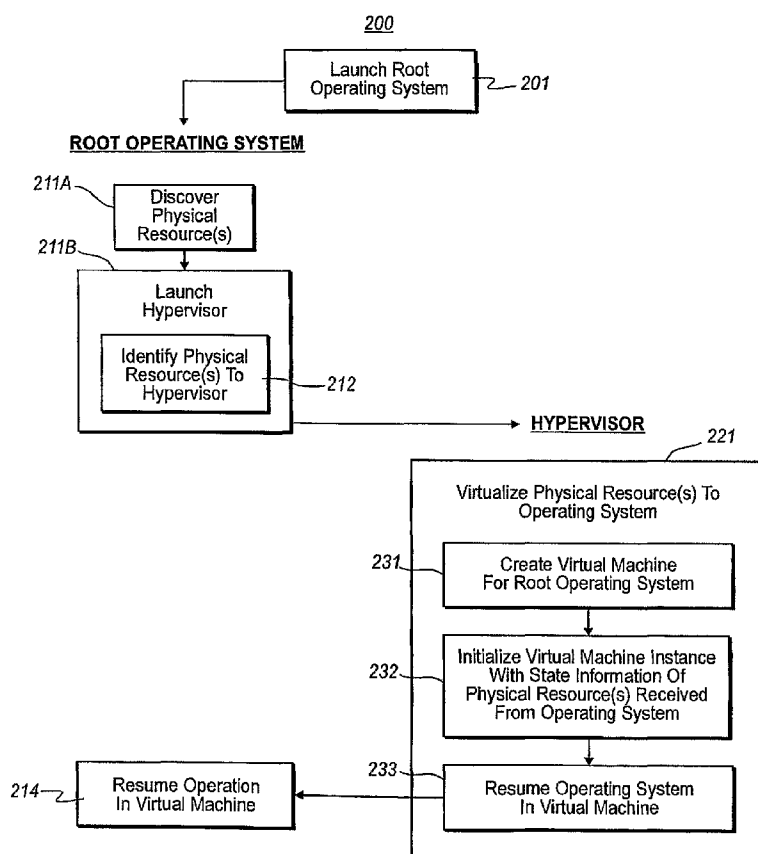 200
Launch Root
Operating System
201
ROOT OPERATING SYSTEM
211A
Discover
Physical
Resource(s)
211B
Launch
Hypervisor
Identify Physical
Resource(s) To
Hypervisor
212
HYPERVISOR
221
Virtualize Physical Resource(s) To
Operating System
231
Create Virtual Machine
For Root Operating System
232
Initialize Virtual Machine Instance
With State Information Of
Physical Resource(s) Received
From Operating System
233
Resume Operating System
In Virtual Machine
214
Resume Operation
In Virtual Machine